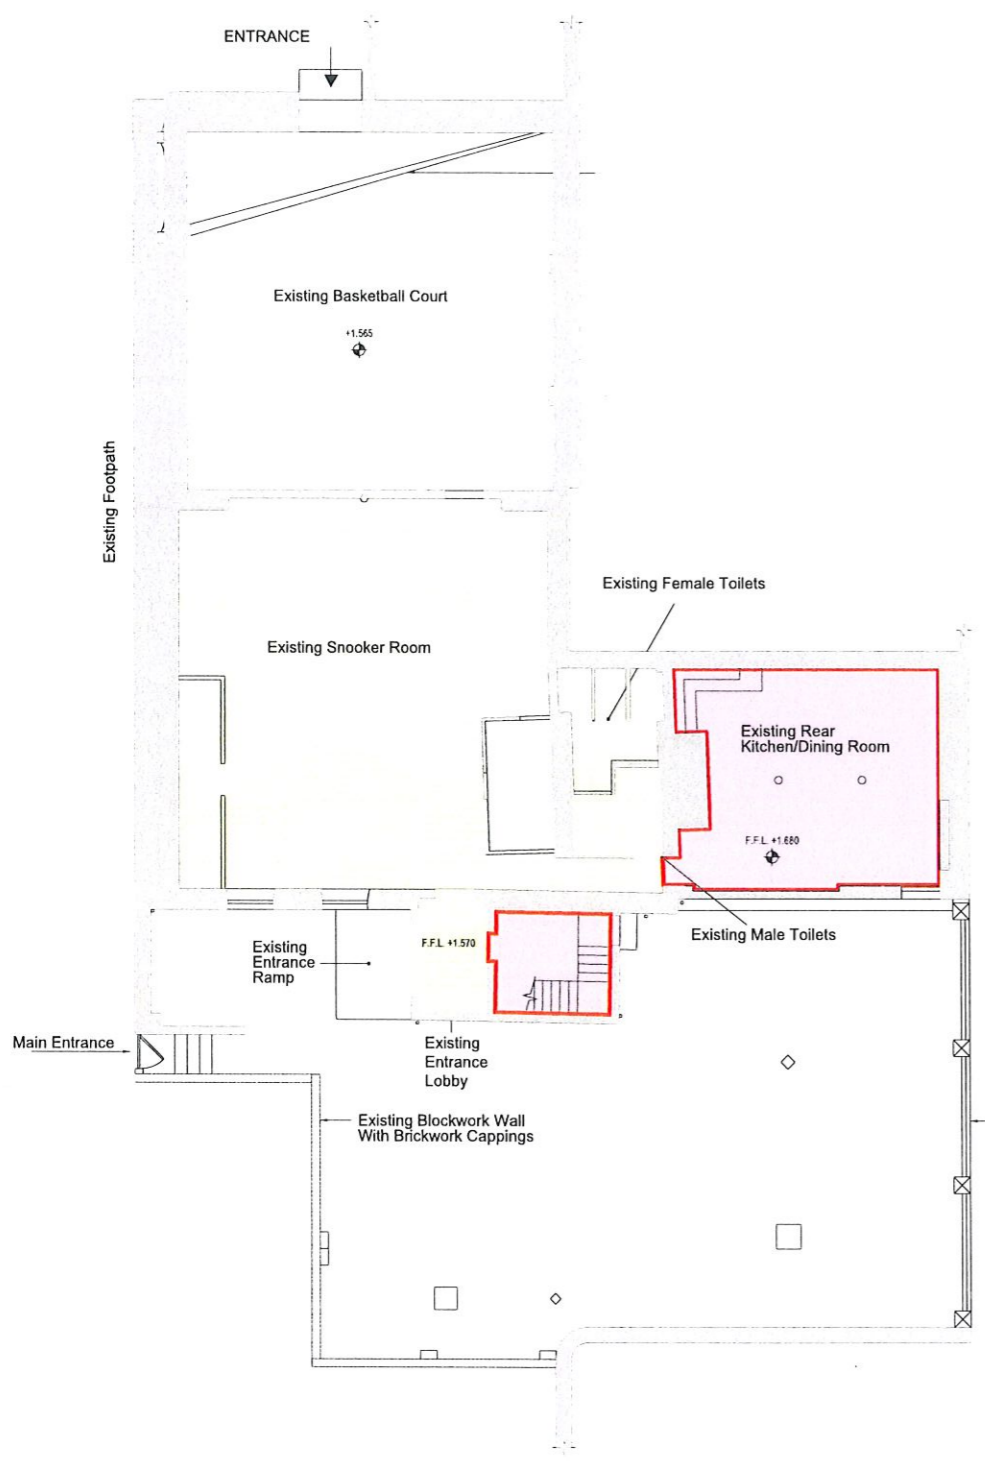 ENTRANCE
Existing Basketball Court
+1.565
Existing Footpath
Existing Female Toilets
Existing Snooker Room
Existing Rear
Kitchen/Dining Room
F.F.L. +1.680
Existing Male Toilets
F.F.L. +1.570
Existing
Entrance
Ramp
Main Entrance
Existing
Entrance
Lobby
Existing Blockwork Wall
With Brickwork Cappings